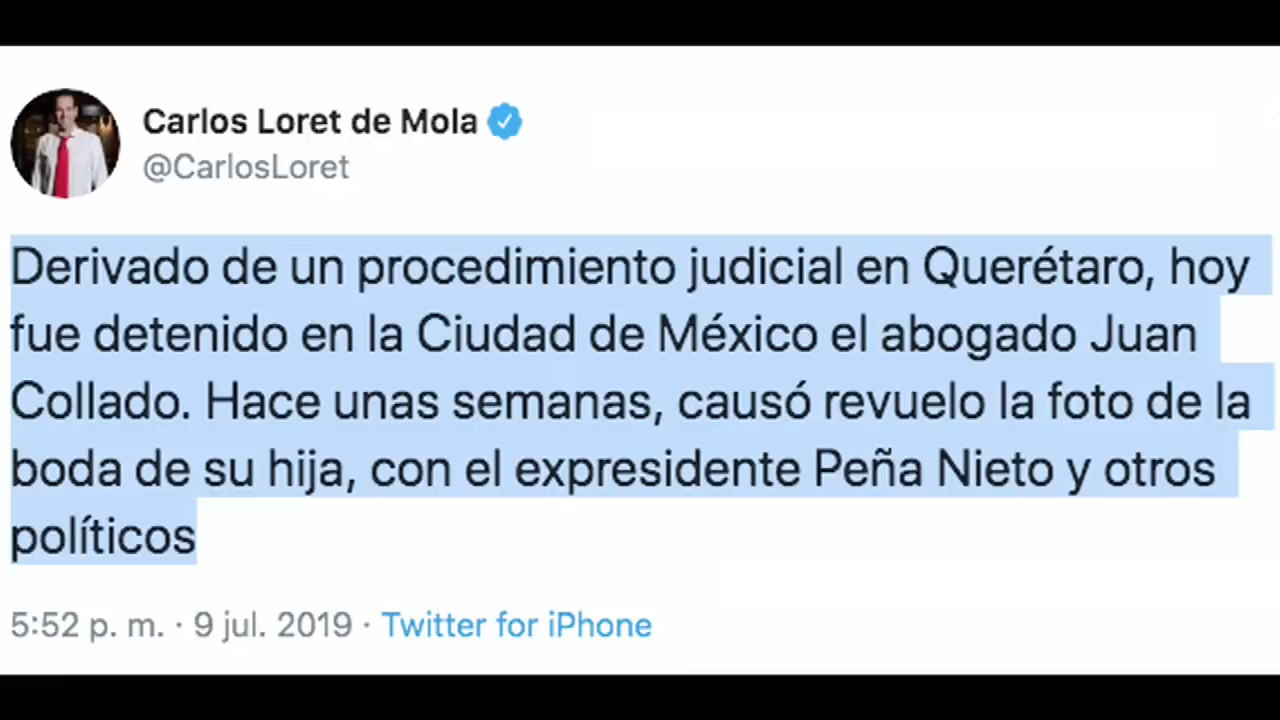 Carlos Loret de Mola
@CarlosLoret
Derivado de un procedimiento judicial en Querétaro, hoy
fue detenido en la Ciudad de México el abogado Juan
Collado. Hace unas semanas, causó revuelo la foto de la
boda de su hija, con el expresidente Peña Nieto y otros
políticos
5:52 p. m. · 9 jul. 2019 · Twitter for iPhone